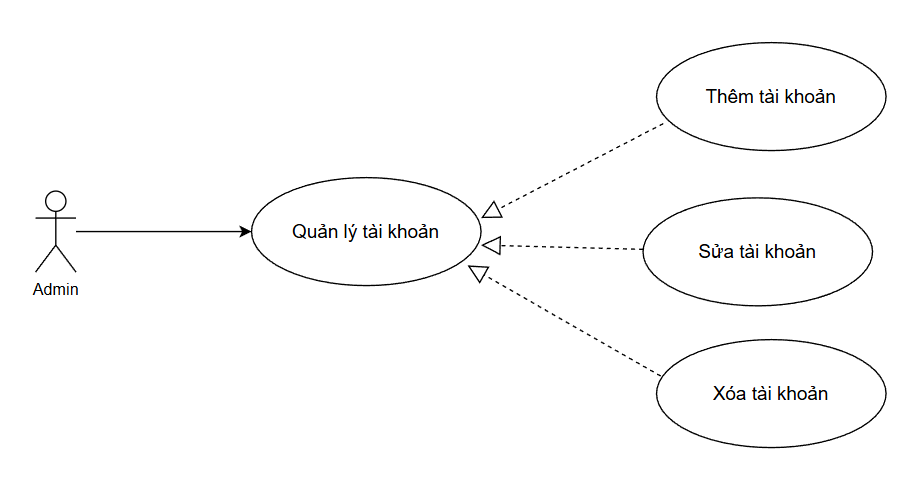 Thêm tài khoản
Quản lý tài khoản
Sửa tài khoản
Admin
Xóa tài khoản